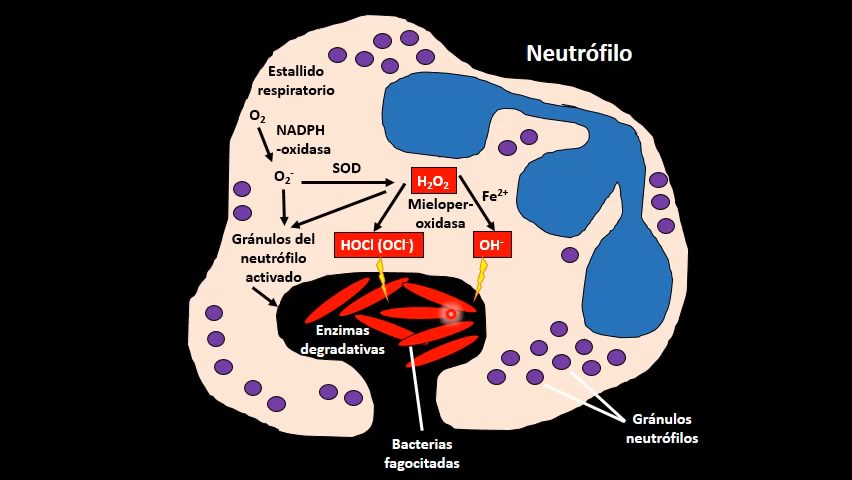 Neutrófilo
Estallido
respiratorio
O₂
NADPH
-oxidasa
O₂⁻
SOD
H₂O₂
Fe²⁺
Mieloper-
oxidasa
HOCl (OCl⁻)
OH⁻
Gránulos del
neutrófilo
activado
Enzimas
degradativas
Gránulos
neutrófilos
Bacterias
fagocitadas